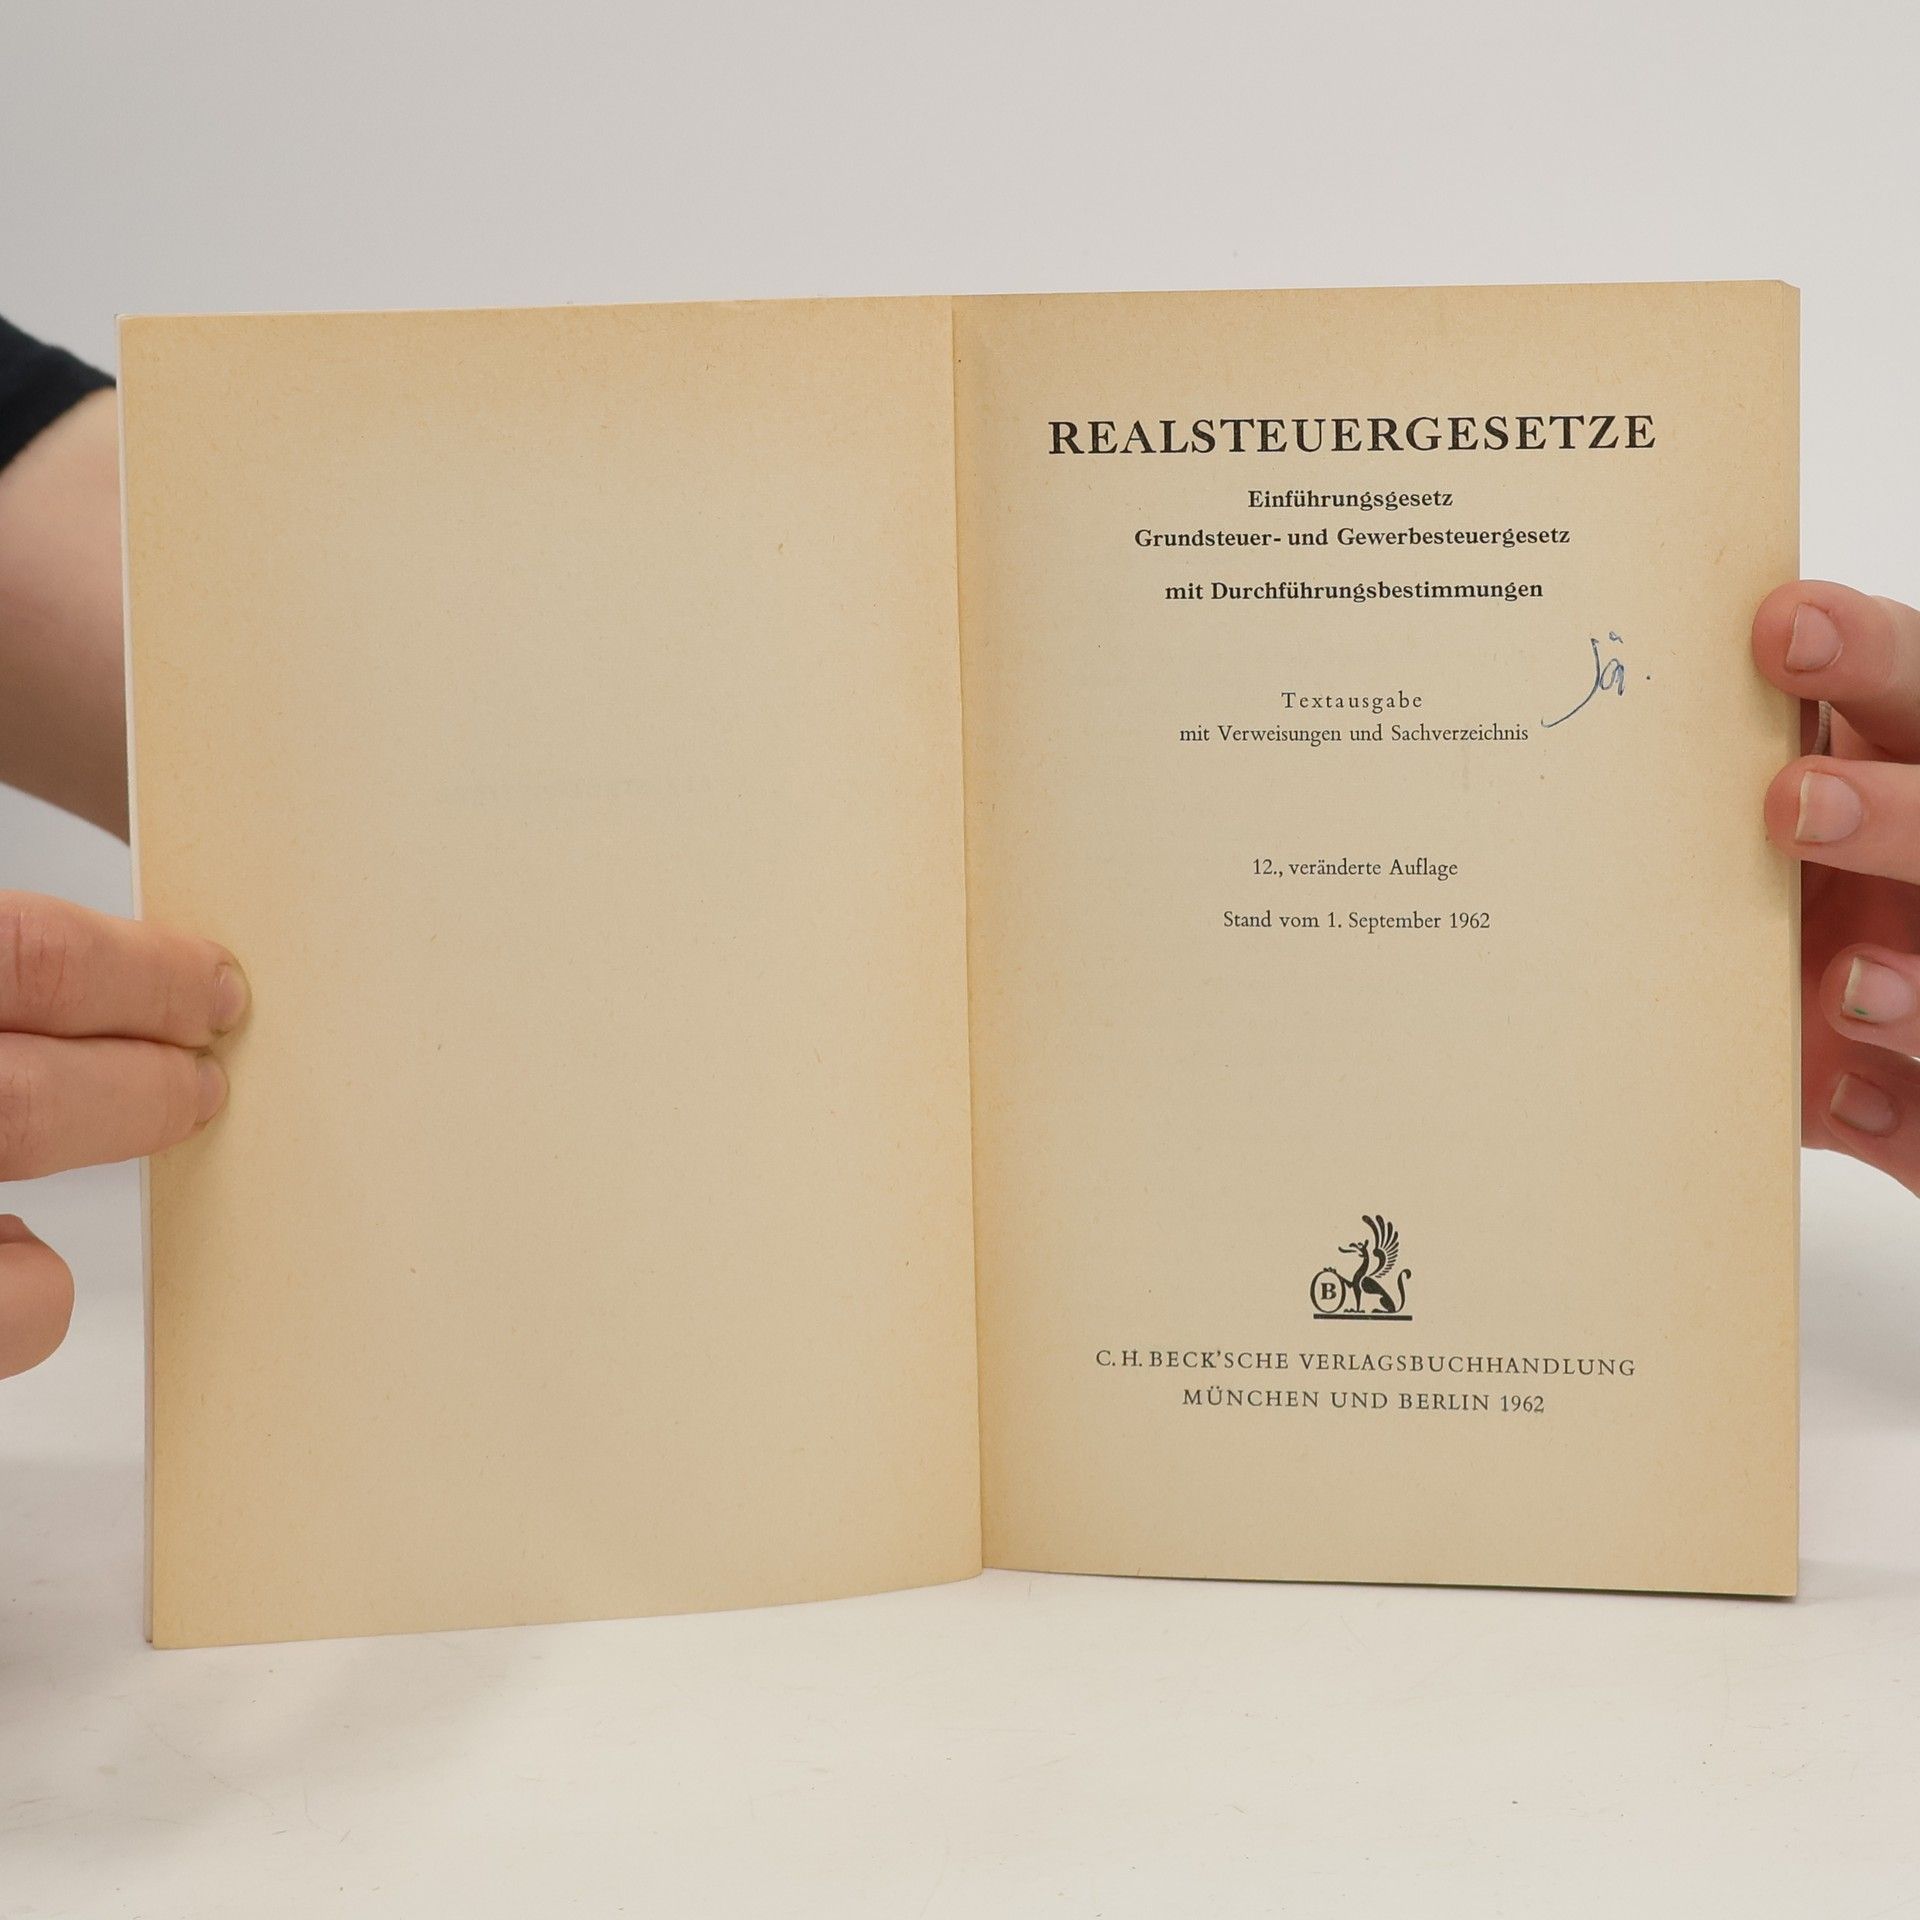 REALSTEUERGESETZE
Einführungsgesetz
Grundsteuer- und Gewerbesteuergesetz
mit Durchführungsbestimmungen
Textausgabe
mit Verweisungen und Sachverzeichnis
12., veränderte Auflage
Stand vom 1. September 1962
B
C. H. BECK'SCHE VERLAGSBUCHHANDLUNG
MÜNCHEN UND BERLIN 1962